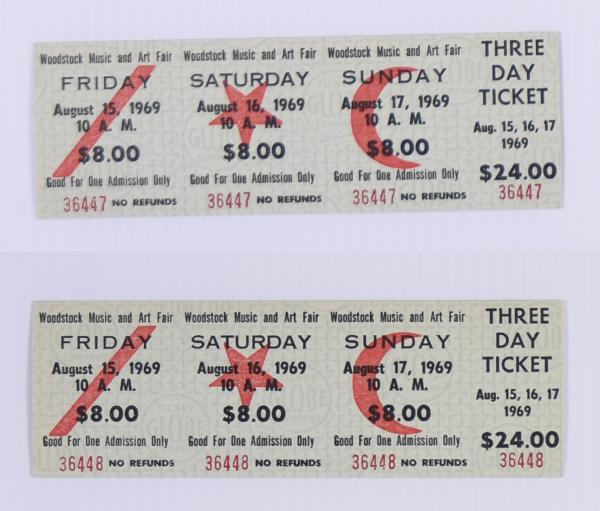 Woodstock Music and Art Fair
FRIDAY
August 15, 1969
10 A. M.
$8.00
Good For One Admission Only
36447 NO REFUNDS
Woodstock Music and Art Fair
SATURDAY
August 16, 1969
10 A. M.
$8.00
Good For One Admission Only
36447 NO REFUNDS
Woodstock Music and Art Fair
SUNDAY
August 17, 1969
10 A. M.
$8.00
Good For One Admission Only
36447 NO REFUNDS
THREE
DAY
TICKET
Aug. 15, 16, 17
1969
$24.00
36447
Woodstock Music and Art Fair
FRIDAY
August 15, 1969
10 A. M.
$8.00
Good For One Admission Only
36448 NO REFUNDS
Woodstock Music and Art Fair
SATURDAY
August 16, 1969
10 A. M.
$8.00
Good For One Admission Only
36448 NO REFUNDS
Woodstock Music and Art Fair
SUNDAY
August 17, 1969
10 A. M.
$8.00
Good For One Admission Only
36448 NO REFUNDS
THREE
DAY
TICKET
Aug. 15, 16, 17
1969
$24.00
36448